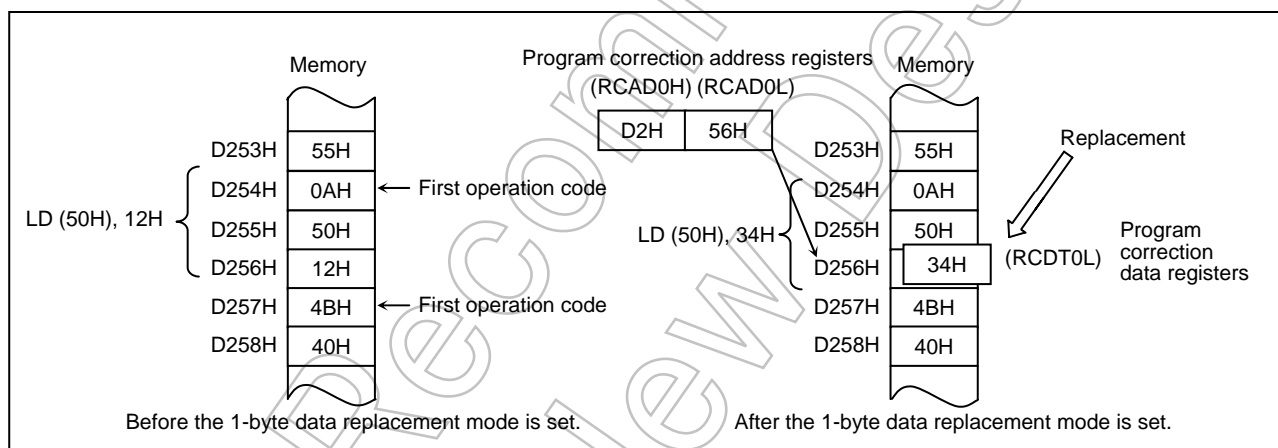 Memory
D253H 55H
D254H 0AH First operation code
LD (50H), 12H
D255H 50H
D256H 12H
D257H 4BH First operation code
D258H 40H
Before the 1-byte data replacement mode is set.
Program correction address registers
(RCAD0H) (RCAD0L)
D2H 56H
Memory
D253H 55H
Replacement
D254H 0AH
LD (50H), 34H
D255H 50H
D256H 34H (RCDT0L)
Program
correction
data registers
D257H 4BH
D258H 40H
After the 1-byte data replacement mode is set.